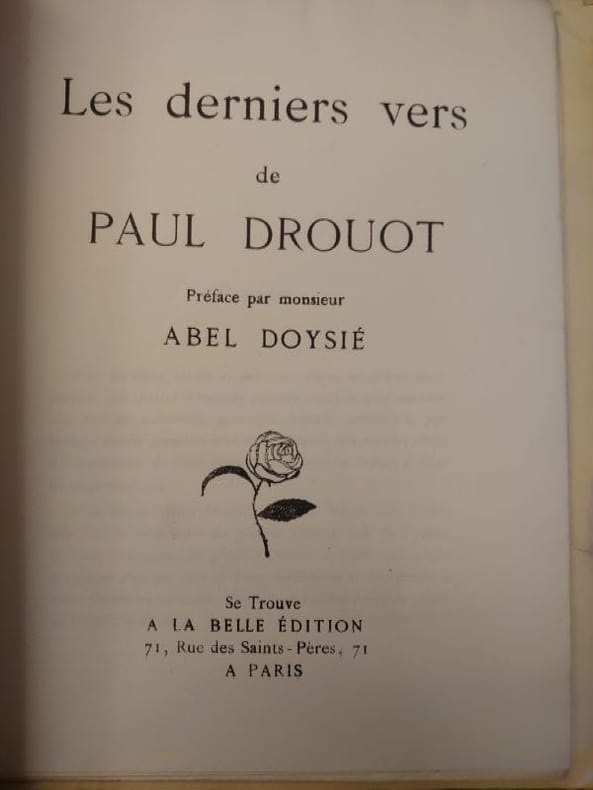 Les derniers vers
de
PAUL DROUOT
Préface par monsieur
ABEL DOYSIÉ
Se Trouve
A LA BELLE ÉDITION
71, Rue des Saints-Pères, 71
A PARIS